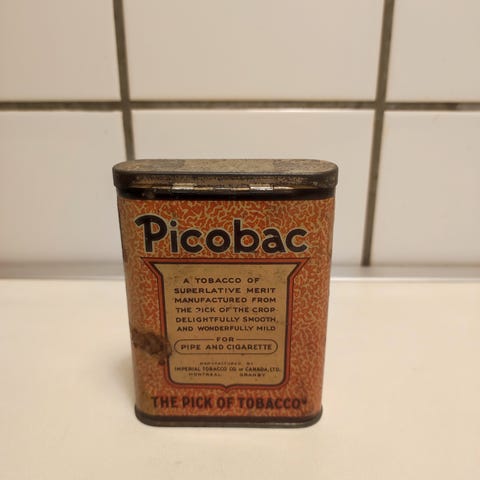 Picobac
A TOBACCO OF
SUPERLATIVE MERIT
MANUFACTURED FROM
THE PICK OF THE CROP
DELIGHTFULLY SMOOTH,
AND WONDERFULLY MILD
FOR
PIPE AND CIGARETTE
MANUFACTURED BY
IMPERIAL TOBACCO CO OF CANADA, LTD.
MONTREAL GRANBY
"THE PICK OF TOBACCO"